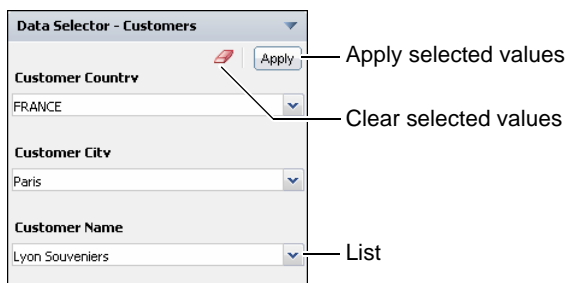 Data Selector - Customers
Apply
Apply selected values
Customer Country
FRANCE
Clear selected values
Customer City
Paris
Customer Name
Lyon Souveniers
List